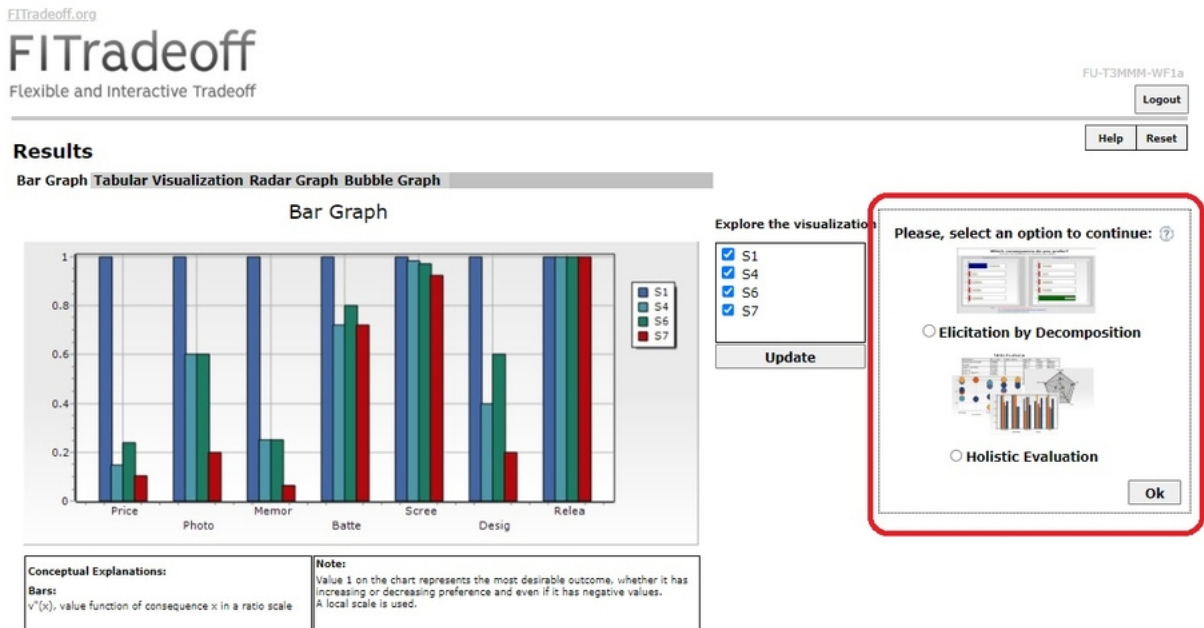 FITradeoff.org
FITradeoff
Flexible and Interactive Tradeoff
FU-T3MMM-WF1a
Logout
Help Reset
Results
Bar Graph Tabular Visualization Radar Graph Bubble Graph
Bar Graph
1
0.8
0.6
0.4
0.2
0
Price
Photo
Memor
Batte
Scree
Desig
Relea
S1
S4
S6
S7
Explore the visualization
S1
S4
S6
S7
Update
Please, select an option to continue: ?
Elicitation by Decomposition
Holistic Evaluation
Ok
Conceptual Explanations:
Bars:
v"(x), value function of consequence x in a ratio scale
Note:
Value 1 on the chart represents the most desirable outcome, whether it has
increasing or decreasing preference and even if it has negative values.
A local scale is used.